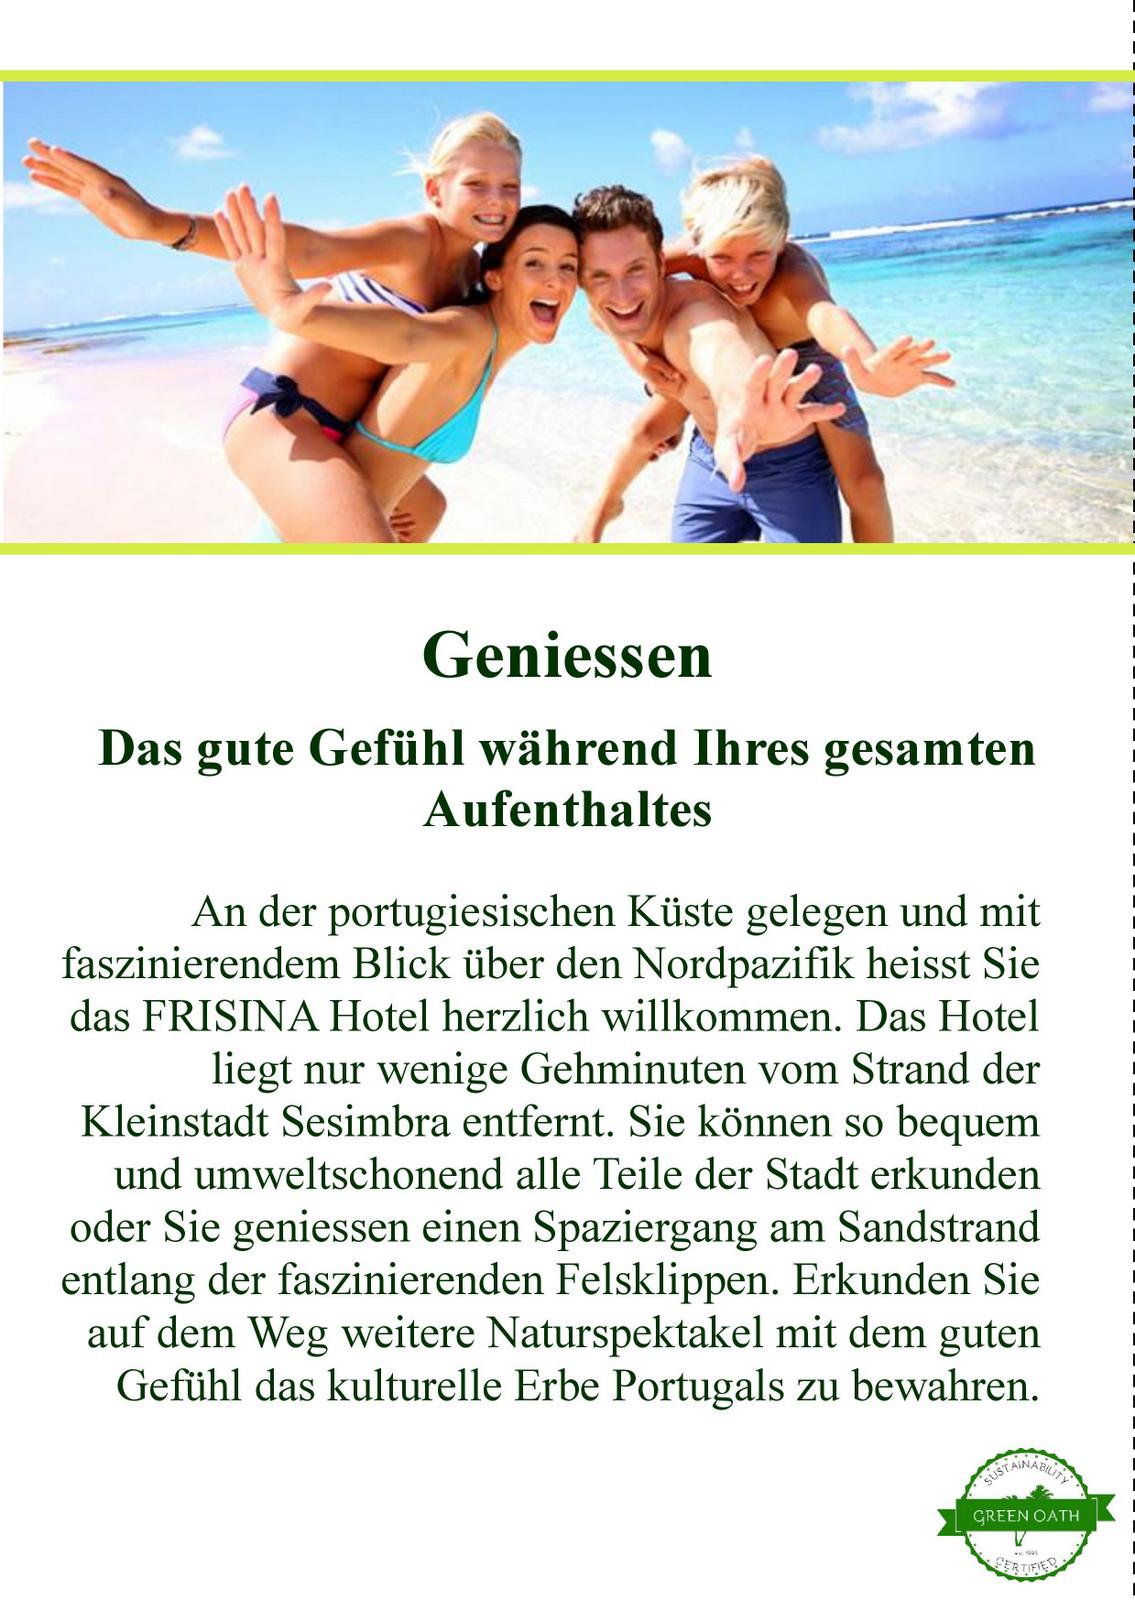 Geniessen
Das gute Gefühl während Ihres gesamten
Aufenthaltes
An der portugiesischen Küste gelegen und mit
faszinierendem Blick über den Nordpazifik heisst Sie
das FRISINA Hotel herzlich willkommen. Das Hotel
liegt nur wenige Gehminuten vom Strand der
Kleinstadt Sesimbra entfernt. Sie können so bequem
und umweltschonend alle Teile der Stadt erkunden
oder Sie geniessen einen Spaziergang am Sandstrand
entlang der faszinierenden Felsklippen. Erkunden Sie
auf dem Weg weitere Naturspektakel mit dem guten
Gefühl das kulturelle Erbe Portugals zu bewahren.
SUSTAINABILITY
GREEN OATH
CERTIFIED